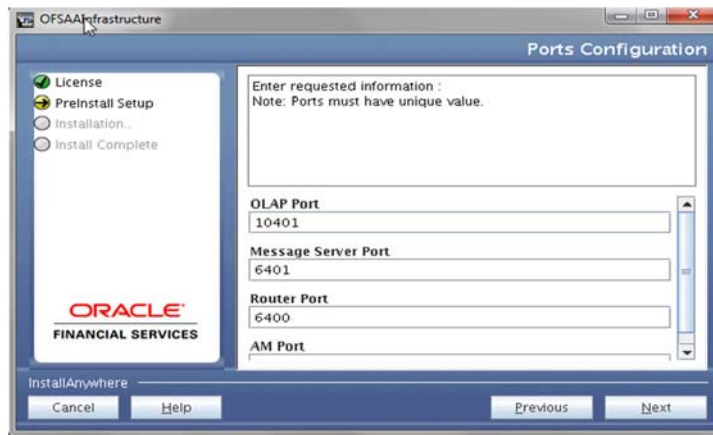 OFSAAInfrastructure
Ports Configuration
License
PreInstall Setup
Installation..
Install Complete
ORACLE
FINANCIAL SERVICES
Enter requested information :
Note: Ports must have unique value.
OLAP Port
10401
Message Server Port
6401
Router Port
6400
AM Port
InstallAnywhere
Cancel
Help
Previous
Next